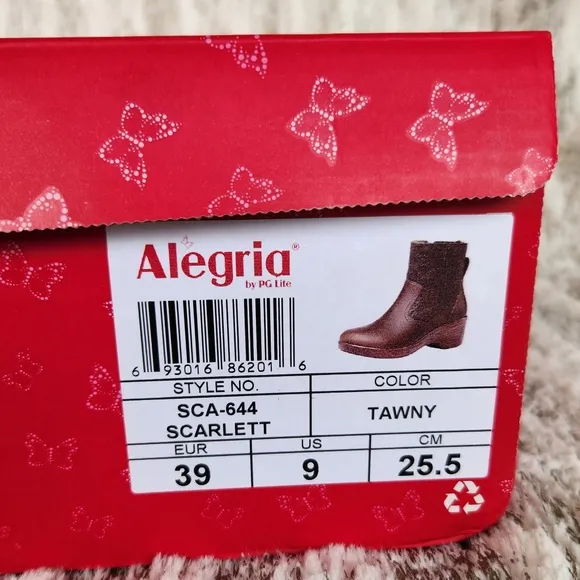 Alegria®
by PG Lite
6 93016 86201 6
STYLE NO.
COLOR
SCA-644
SCARLETT
TAWNY
EUR
US
CM
39
9
25.5